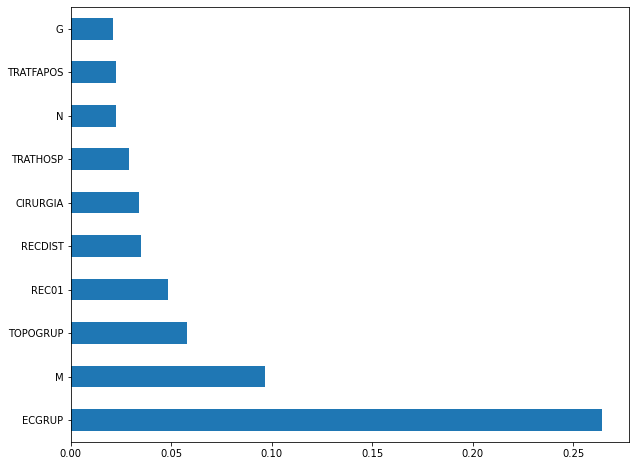 G
TRATFAPOS
N
TRATHOSP
CIRURGIA
RECDIST
REC01
TOPOGRUP
M
ECGRUP
0.00 0.05 0.10 0.15 0.20 0.25